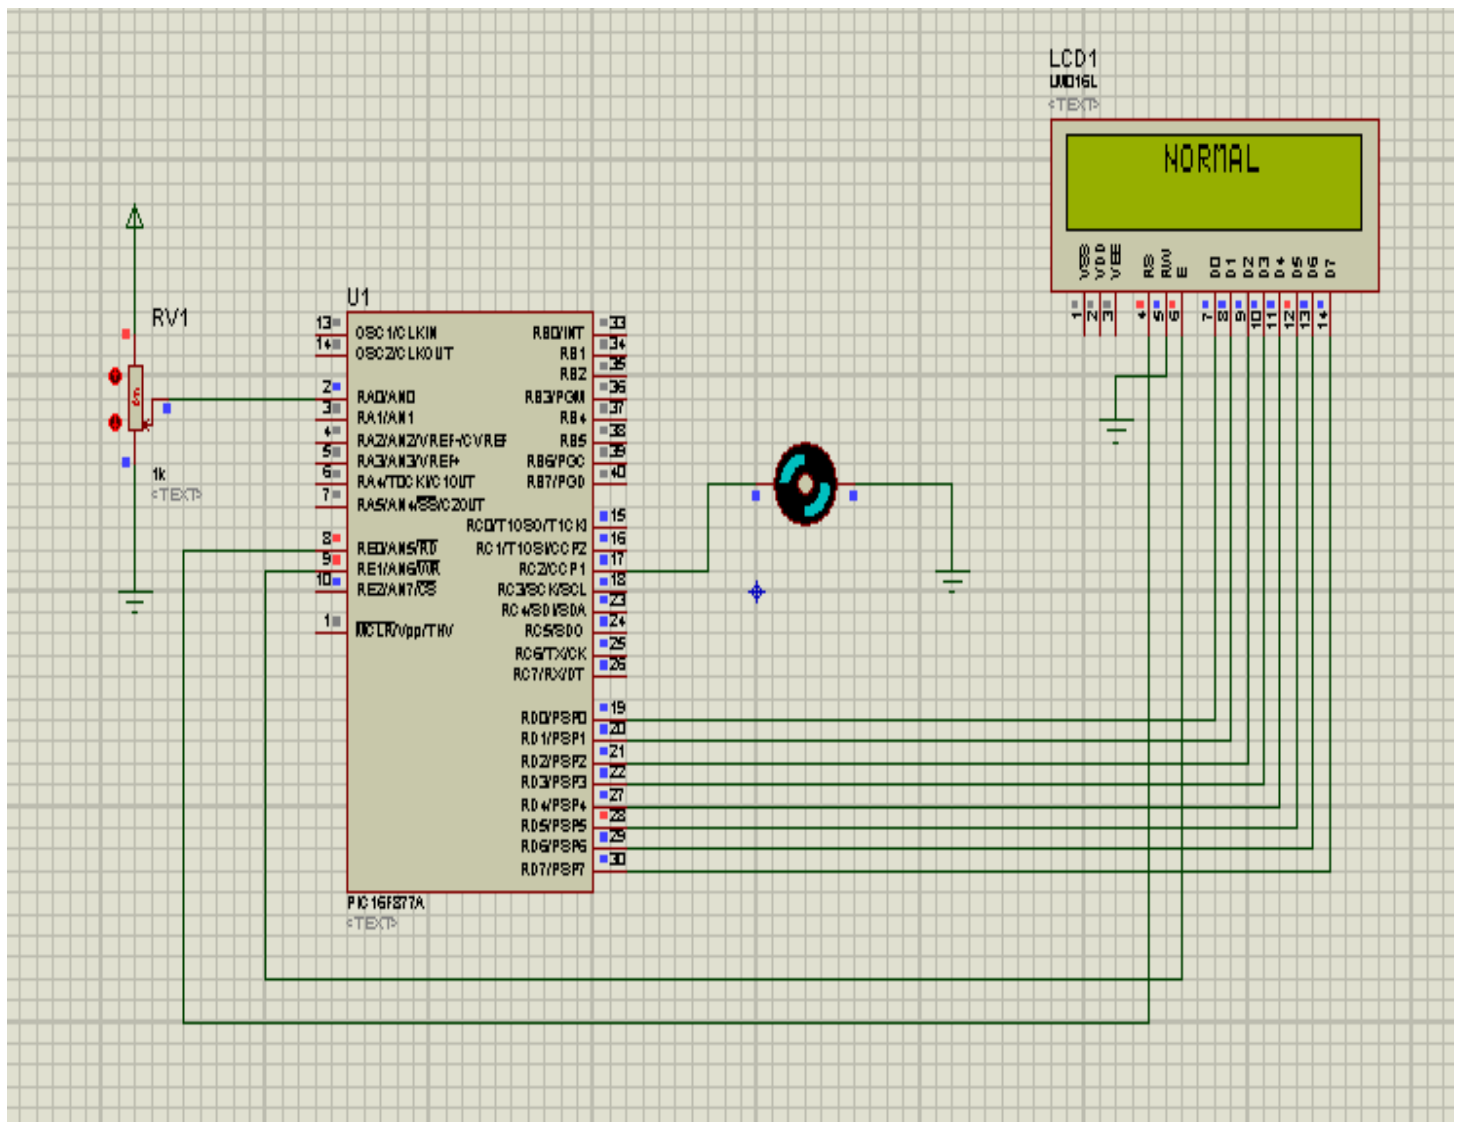 LCD1
LM016L
<TEXT>
NORMAL
VSS
VDD
VEE
RS
RW
E
D0
D1
D2
D3
D4
D5
D6
D7
1
2
3
4
5
6
7
8
9
10
11
12
13
14
RV1
1k
<TEXT>
U1
13 OSC1/CLKIN
14 OSC2/CLKOUT
2 RA0/AN0
3 RA1/AN1
4 RA2/AN2/VREF-/CVREF
5 RA3/AN3/VREF+
6 RA4/T0CKI/C1OUT
7 RA5/AN4/SS/C2OUT
8 RE0/AN5/RD
9 RE1/AN6/WR
10 RE2/AN7/CS
1 MCLR/Vpp/THV
RB0/INT 33
RB1 34
RB2 35
RB3/PGM 36
RB4 37
RB5 38
RB6/PGC 39
RB7/PGD 40
RC0/T1OSO/T1CKI 15
RC1/T1OSI/CCP2 16
RC2/CCP1 17
RC3/SCK/SCL 18
RC4/SDI/SDA 23
RC5/SDO 24
RC6/TX/CK 25
RC7/RX/DT 26
RD0/PSP0 19
RD1/PSP1 20
RD2/PSP2 21
RD3/PSP3 22
RD4/PSP4 27
RD5/PSP5 28
RD6/PSP6 29
RD7/PSP7 30
PIC16F877A
<TEXT>